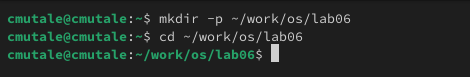 cmutale@cmutale:~$ mkdir -p ~/work/os/lab06
cmutale@cmutale:~$ cd ~/work/os/lab06
cmutale@cmutale:~/work/os/lab06$